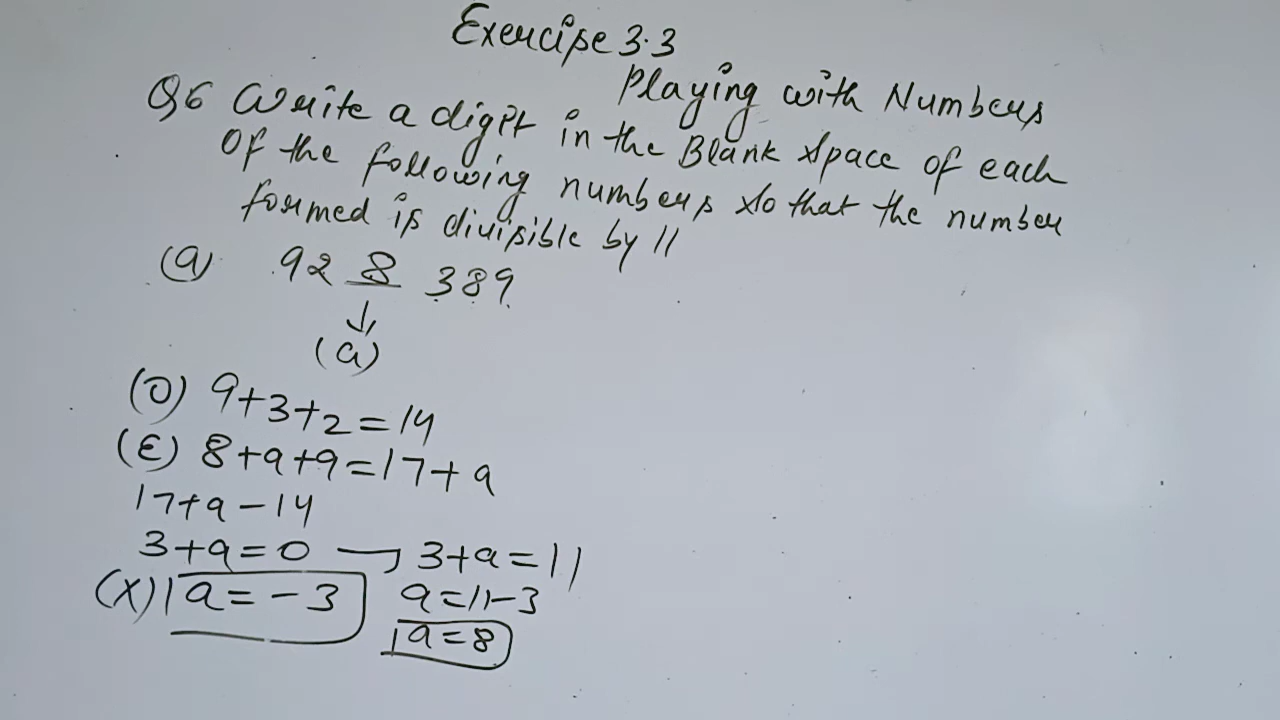 Exercise 3.3
Playing with Numbers
Q6 Write a digit in the Blank space of each
Of the following numbers so that the number
formed is divisible by 11
(a) 92 8 389
↓
(a)
(O) 9+3+2=14
(E) 8+a+9=17+a
17+a-14
3+a=0 → 3+a=11
(X) a=-3 a=11-3
a=8